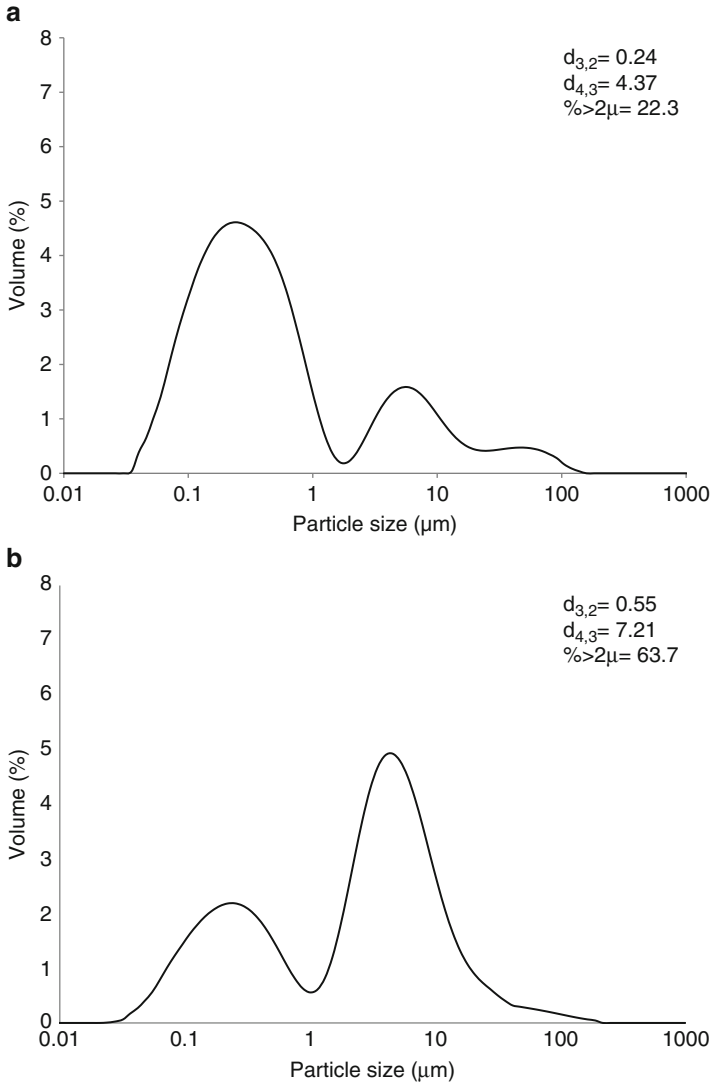 a
d3,2= 0.24
d4,3= 4.37
%>2μ= 22.3
8
7
6
5
4
3
2
1
0
Volume (%)
0.01 0.1 1 10 100 1000
Particle size (μm)
b
d3,2= 0.55
d4,3= 7.21
%>2μ= 63.7
8
7
6
5
4
3
2
1
0
Volume (%)
0.01 0.1 1 10 100 1000
Particle size (μm)